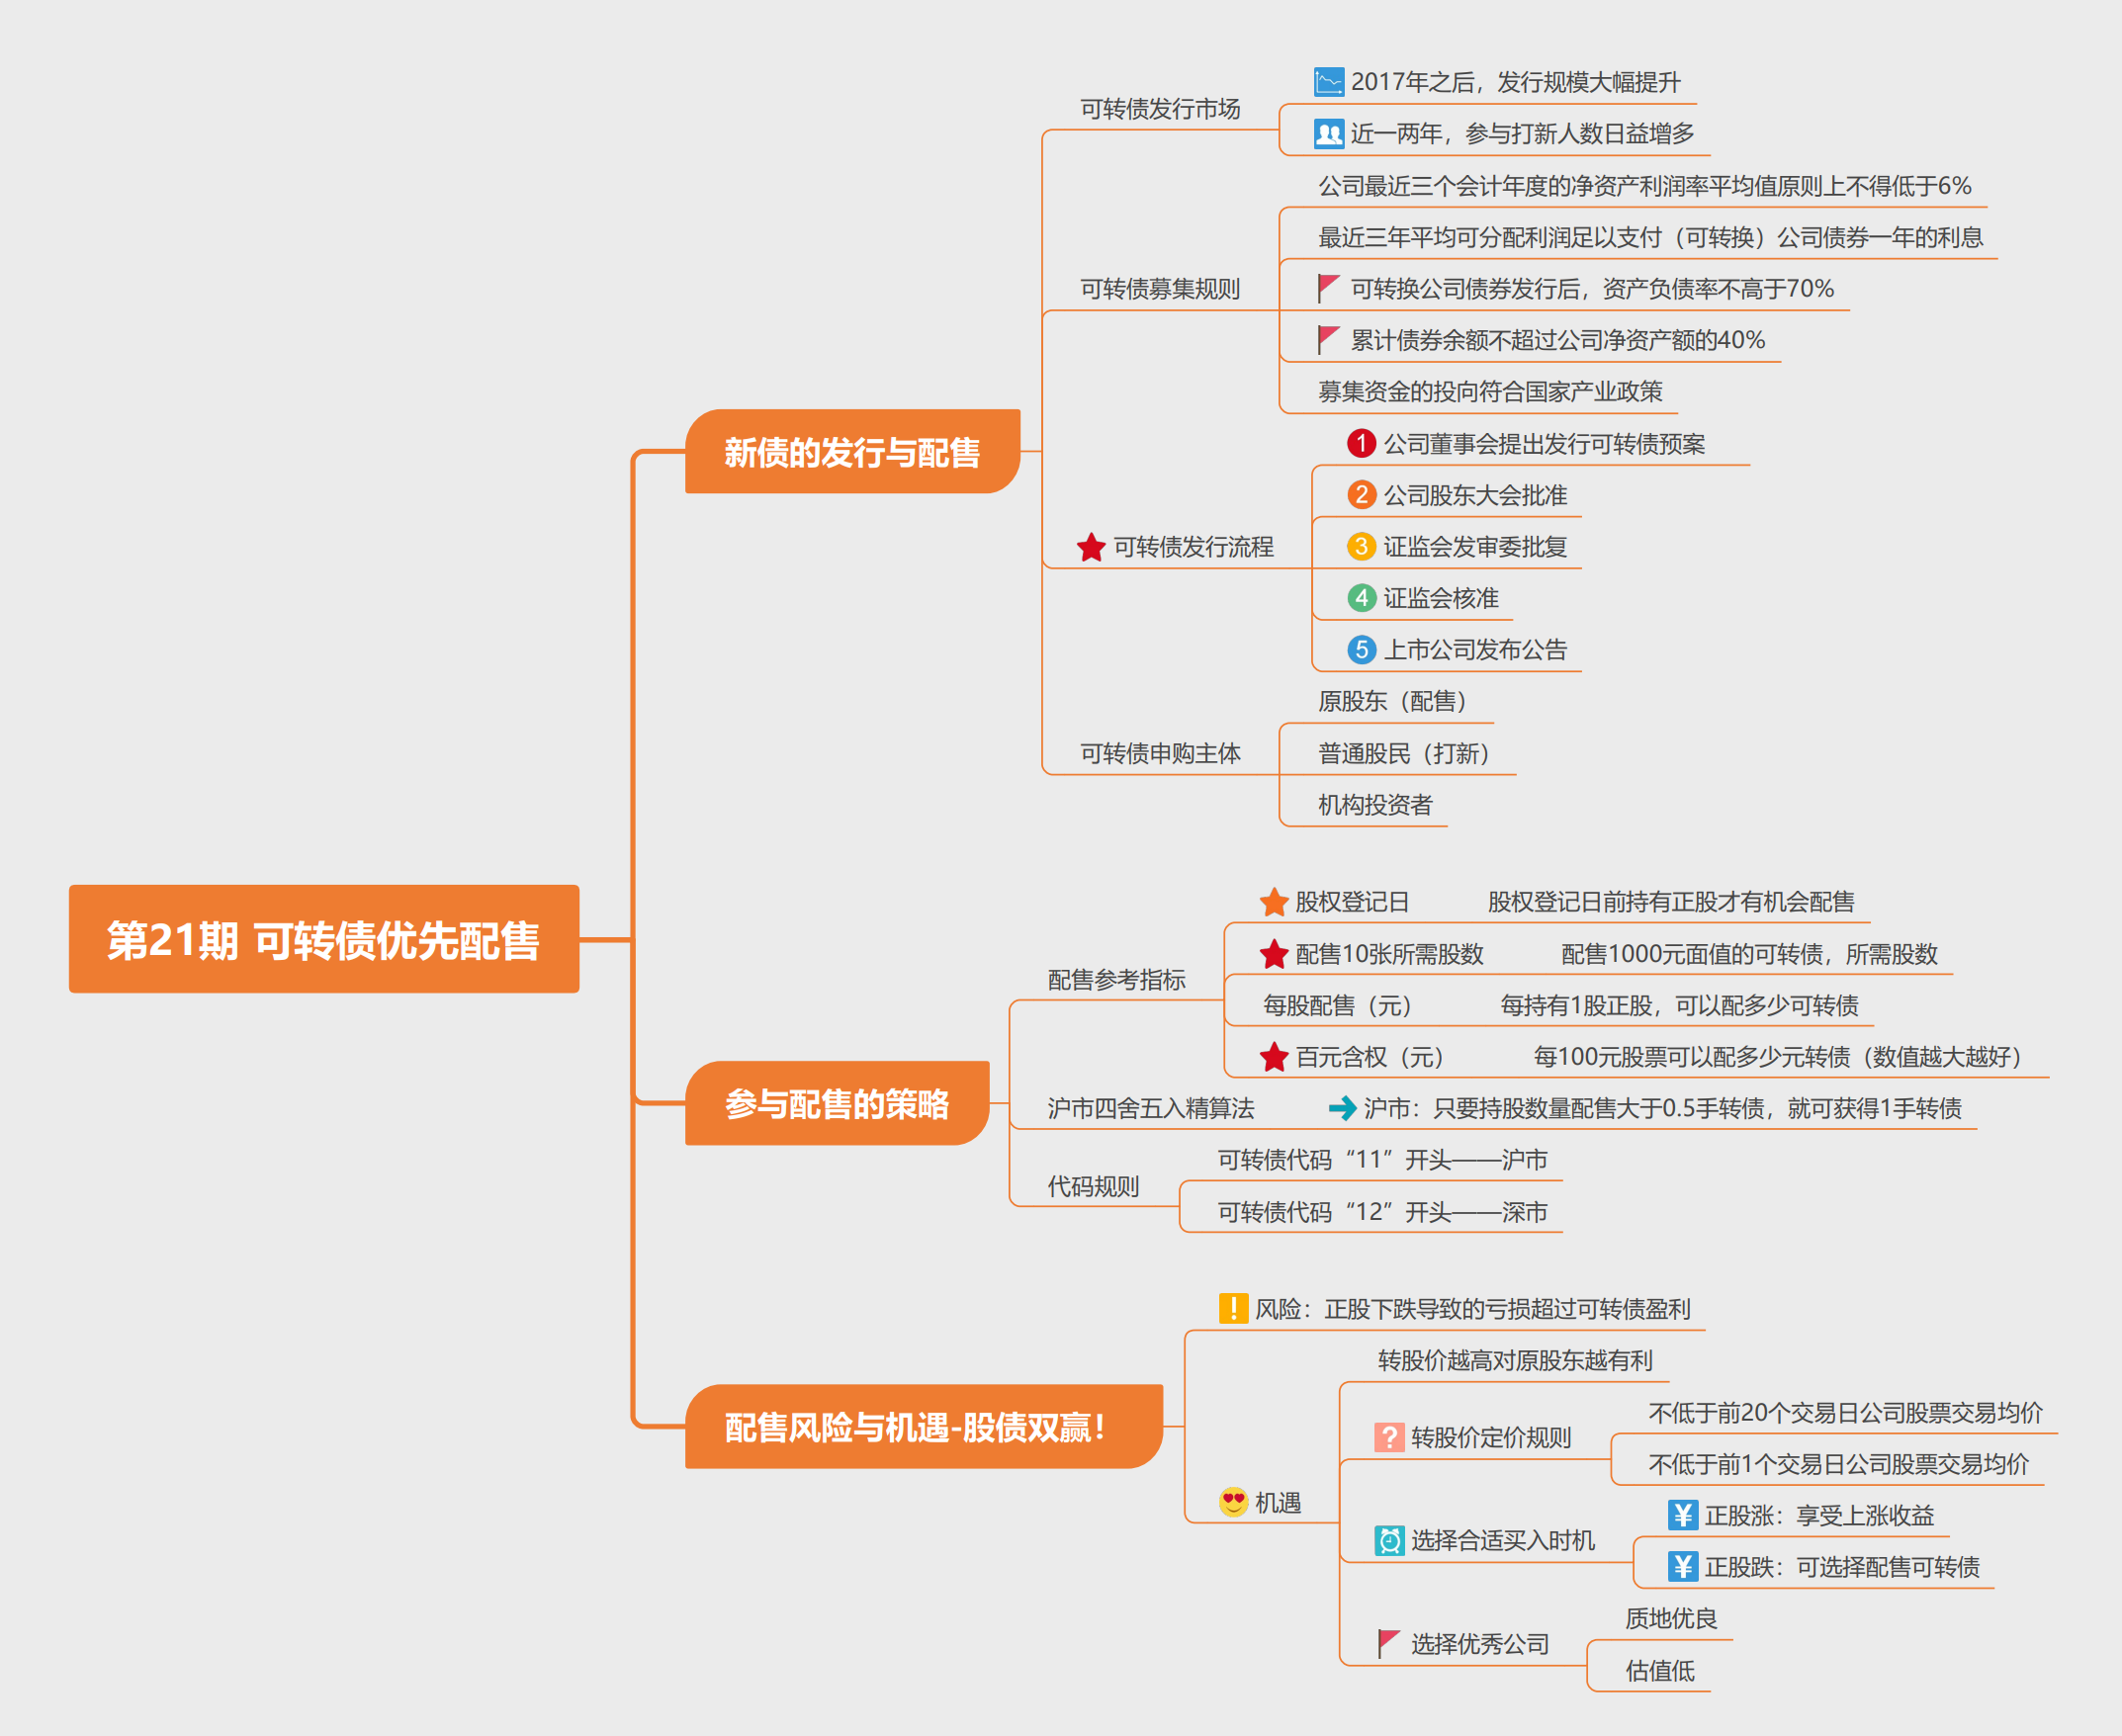 第21期 可转债优先配售
新债的发行与配售
可转债发行市场
2017年之后，发行规模大幅提升
近一两年，参与打新人数日益增多
可转债募集规则
公司最近三个会计年度的净资产利润率平均值原则上不得低于6%
最近三年平均可分配利润足以支付（可转换）公司债券一年的利息
可转换公司债券发行后，资产负债率不高于70%
累计债券余额不超过公司净资产额的40%
募集资金的投向符合国家产业政策
可转债发行流程
1 公司董事会提出发行可转债预案
2 公司股东大会批准
3 证监会发审委批复
4 证监会核准
5 上市公司发布公告
可转债申购主体
原股东（配售）
普通股民（打新）
机构投资者
参与配售的策略
配售参考指标
股权登记日 股权登记日前持有正股才有机会配售
配售10张所需股数 配售1000元面值的可转债，所需股数
每股配售（元） 每持有1股正股，可以配多少可转债
百元含权（元） 每100元股票可以配多少元转债（数值越大越好）
沪市四舍五入精算法 沪市：只要持股数量配售大于0.5手转债，就可获得1手转债
代码规则
可转债代码“11”开头——沪市
可转债代码“12”开头——深市
配售风险与机遇-股债双赢！
! 风险：正股下跌导致的亏损超过可转债盈利
机遇
转股价越高对原股东越有利
? 转股价定价规则
不低于前20个交易日公司股票交易均价
不低于前1个交易日公司股票交易均价
选择合适买入时机
¥ 正股涨：享受上涨收益
¥ 正股跌：可选择配售可转债
选择优秀公司
质地优良
估值低